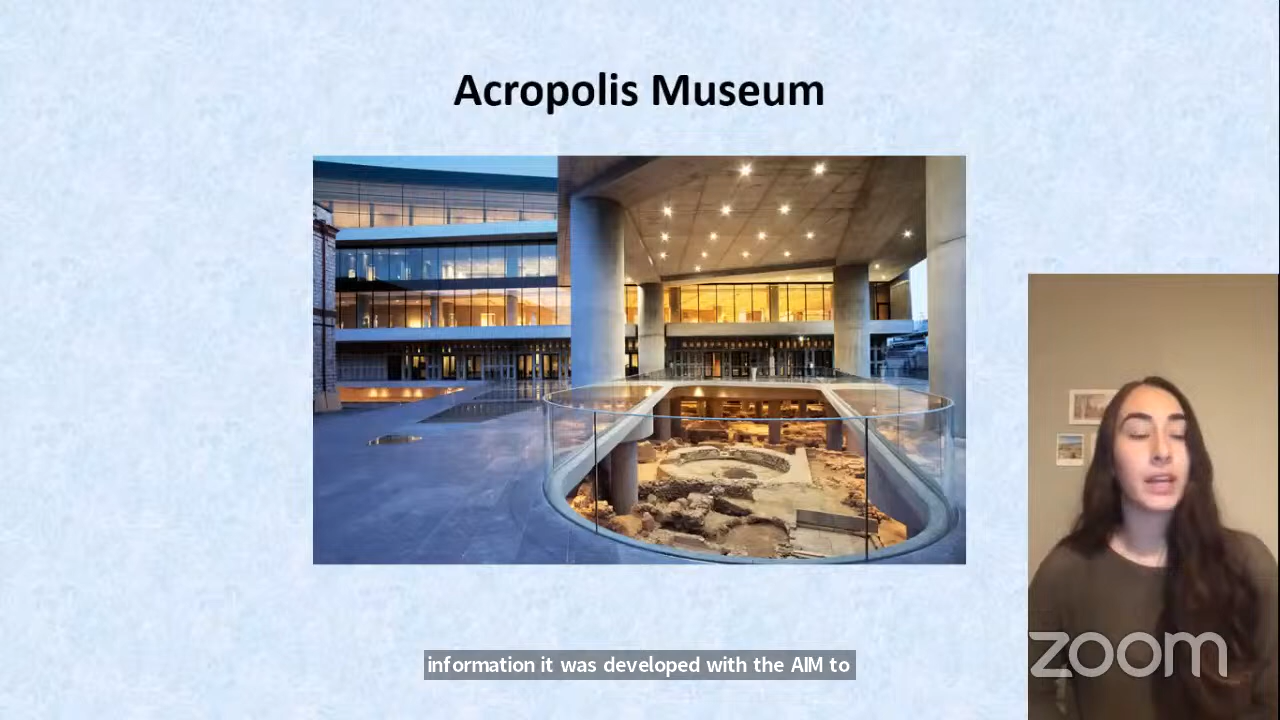 Acropolis Museum
information it was developed with the AIM to
zoom